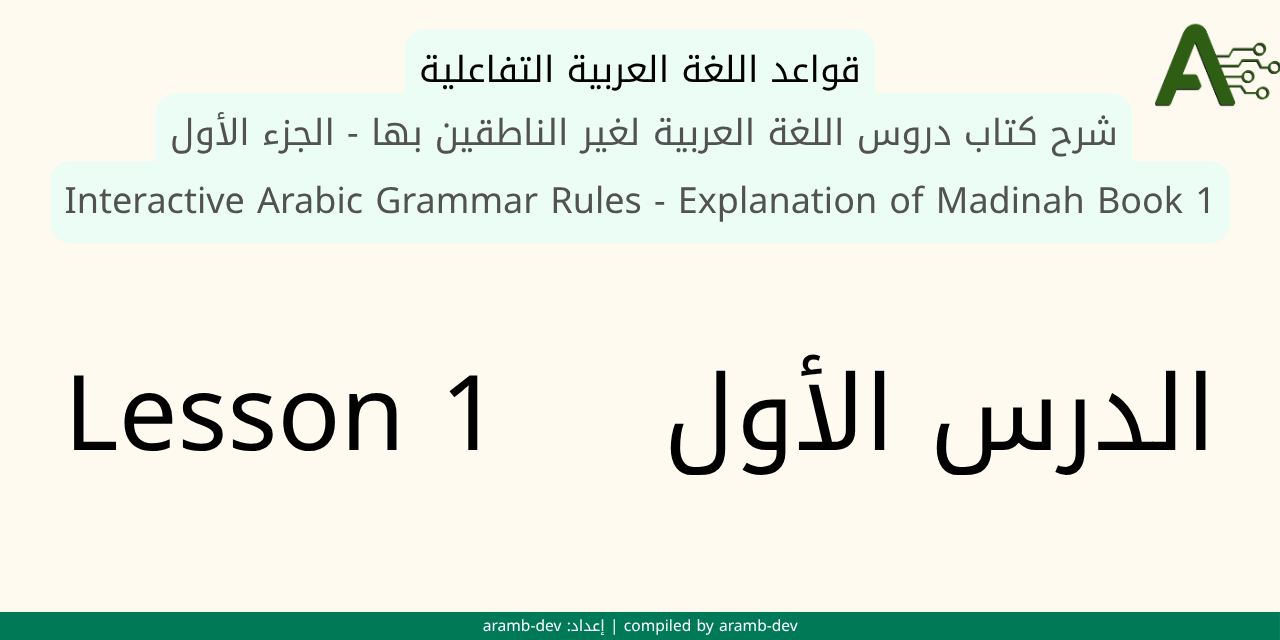 قواعد اللغة العربية التفاعلية
شرح كتاب دروس اللغة العربية لغير الناطقين بها - الجزء الأول
Interactive Arabic Grammar Rules - Explanation of Madinah Book 1
Lesson 1 الدرس الأول
aramb-dev :إعداد | compiled by aramb-dev